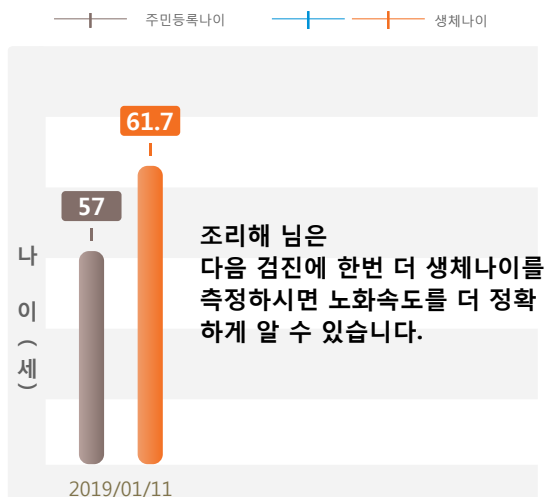 주민등록나이 생체나이
61.7
57
조리해 님은
다음 검진에 한번 더 생체나이를
측정하시면 노화속도를 더 정확
하게 알 수 있습니다.
나이(세)
2019/01/11